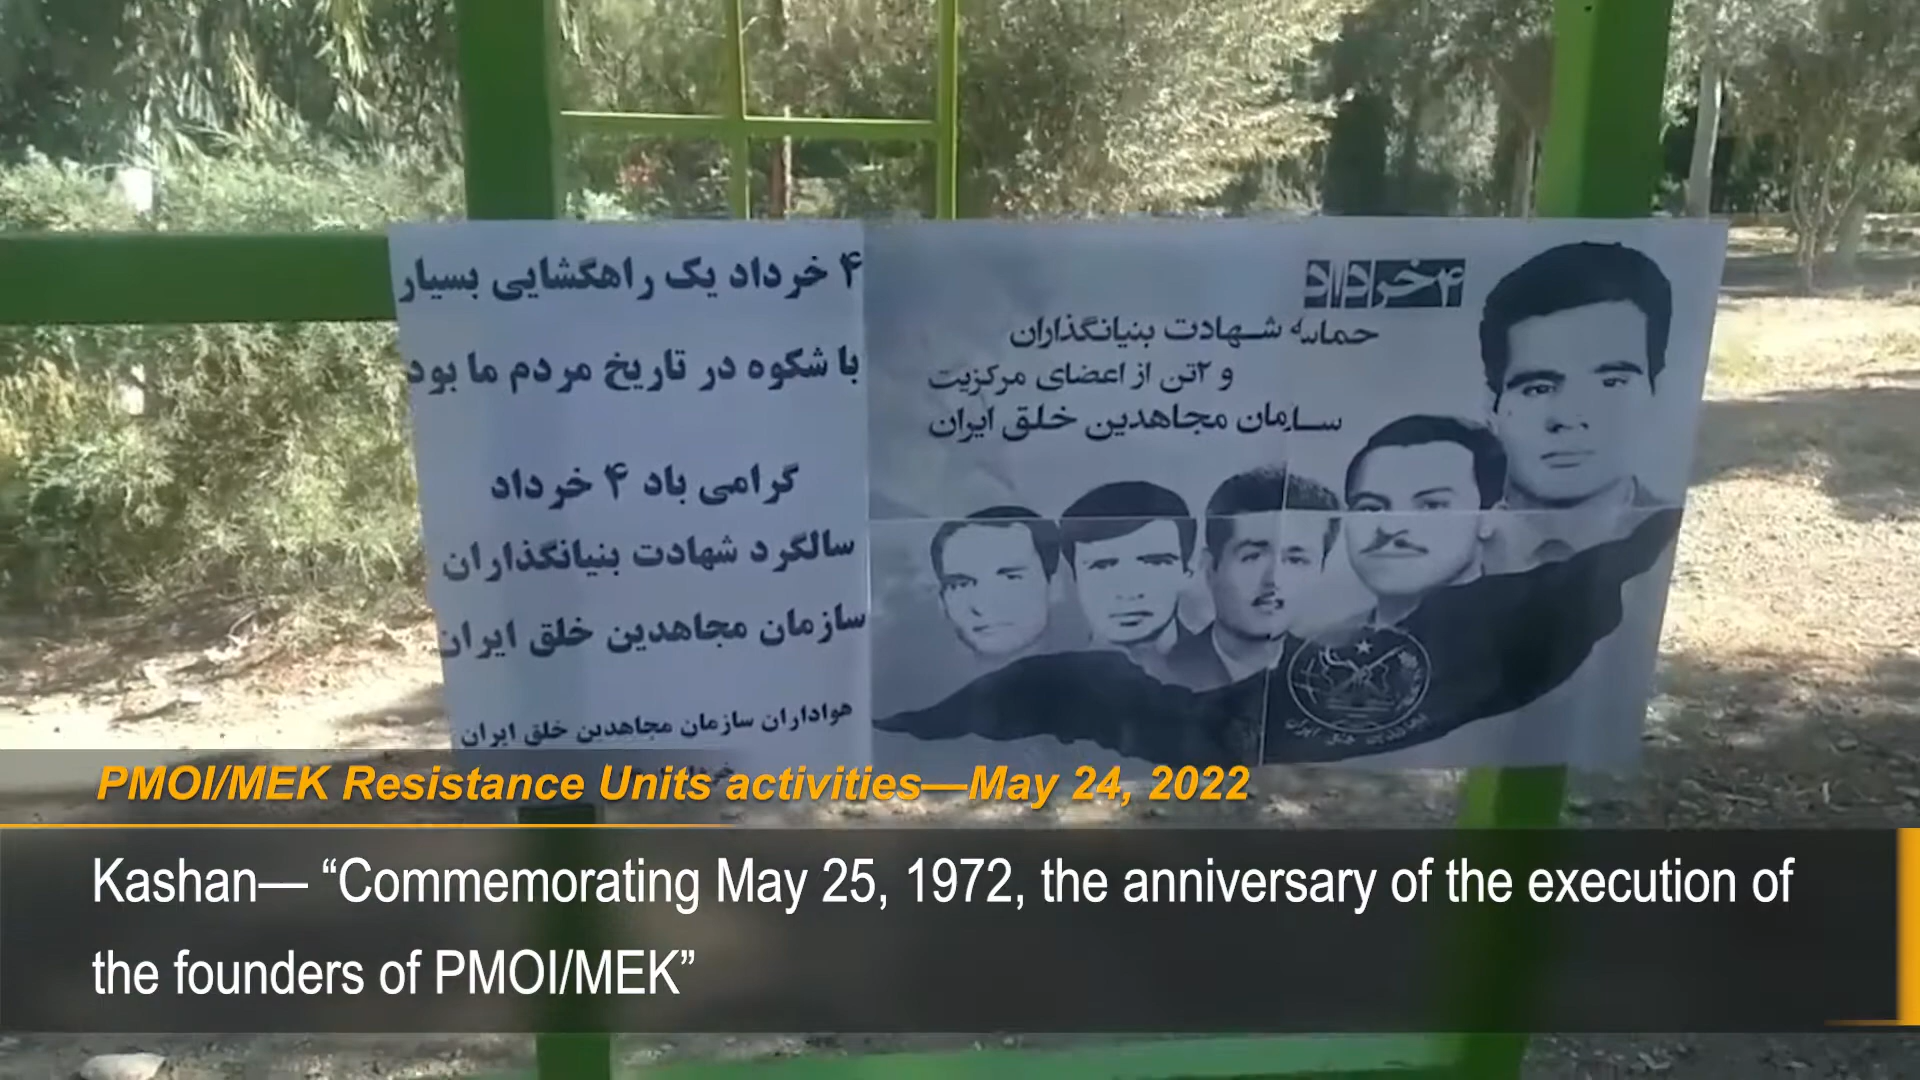 ۴ خرداد یک راهگشایی بسیار
با شکوه در تاریخ مردم ما بود
گرامی باد ۴ خرداد
سالگرد شهادت بنیانگذاران
سازمان مجاهدین خلق ایران
هواداران سازمان مجاهدین خلق ایران
۴خرداد
حماسه شهادت بنیانگذاران
و ۲تن از اعضای مرکزیت
سازمان مجاهدین خلق ایران
PMOI/MEK Resistance Units activities—May 24, 2022
Kashan— “Commemorating May 25, 1972, the anniversary of the execution of
the founders of PMOI/MEK”